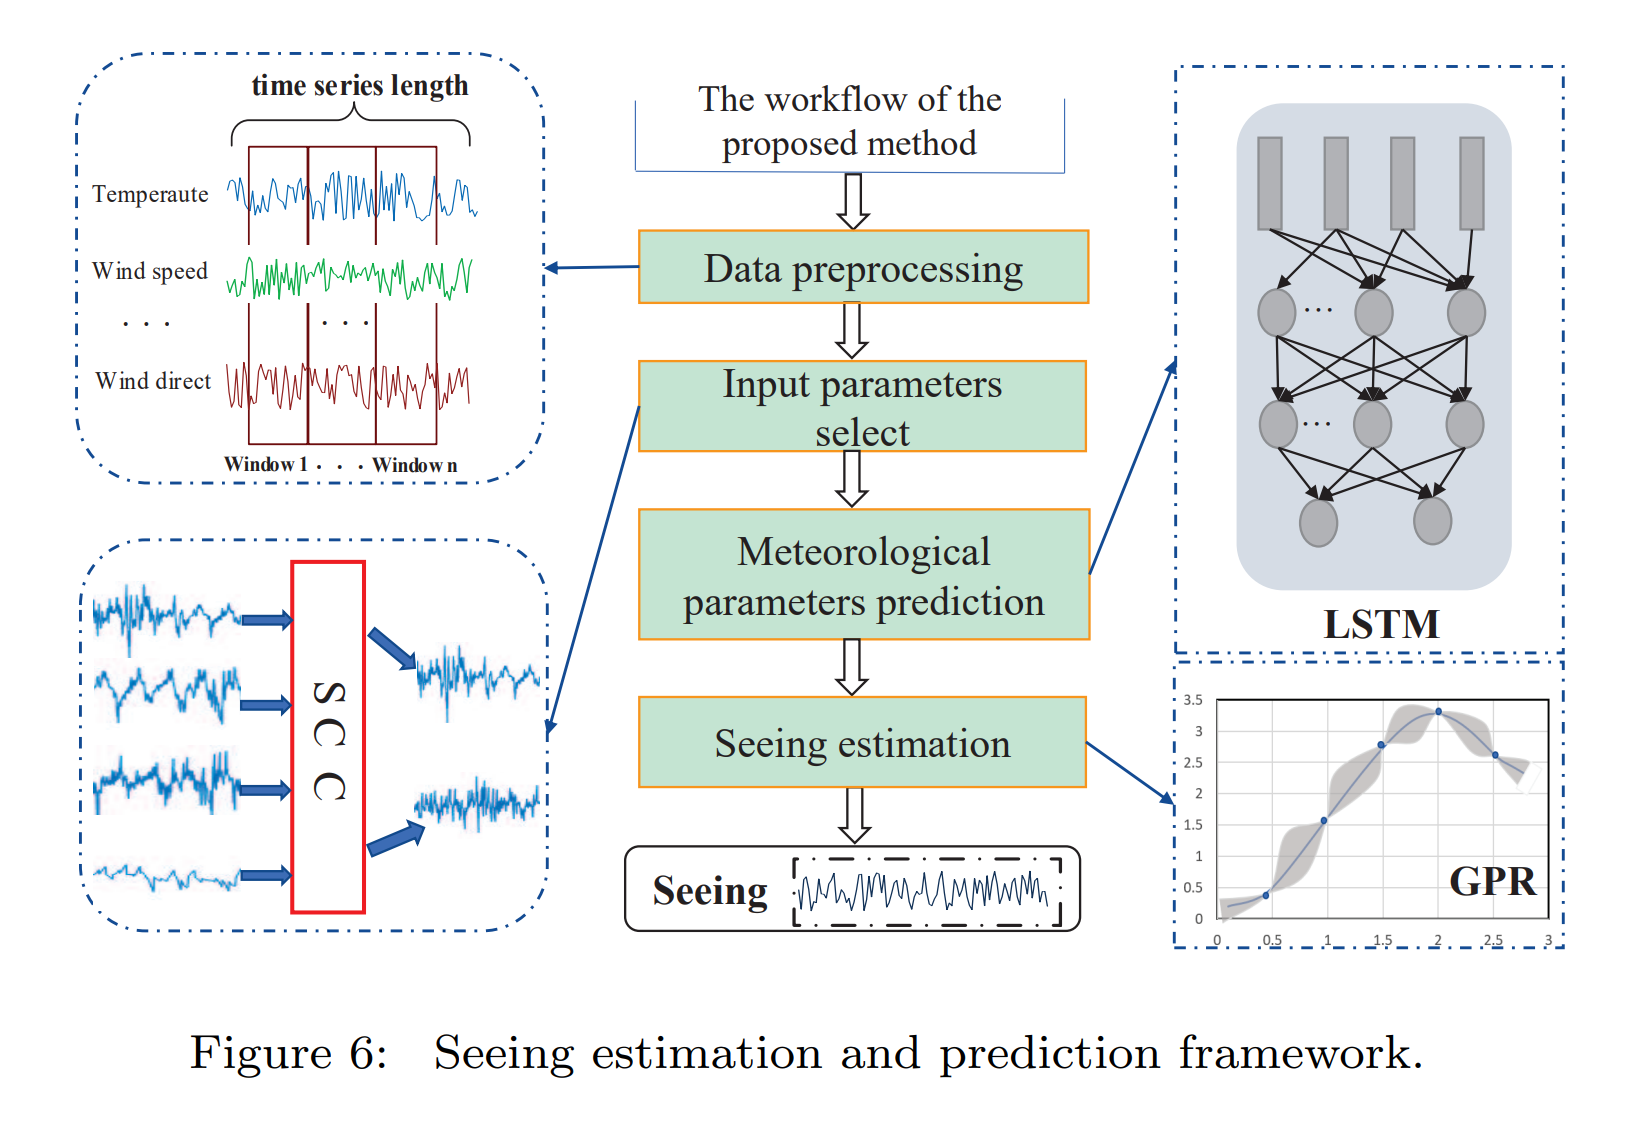 time series length
Temperaute
Wind speed
. . .
. . .
Wind direct
Window 1 . . . Window n
The workflow of the
proposed method
Data preprocessing
Input parameters
select
Meteorological
parameters prediction
Seeing estimation
Seeing
SCC
...
...
LSTM
3.5
3
2.5
2
1.5
1
0.5
0
GPR
0 0.5 1 1.5 2 2.5 3
Figure 6: Seeing estimation and prediction framework.